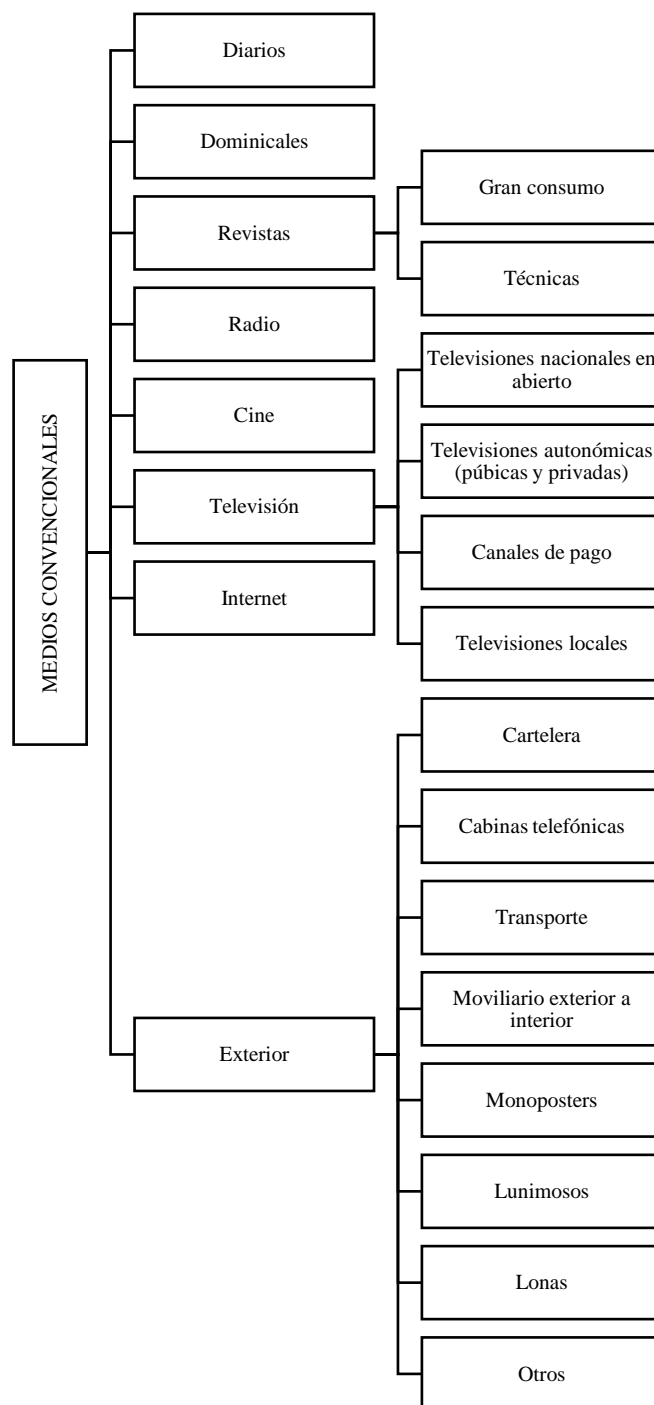 MEDIOS CONVENCIONALES
Diarios
Dominicales
Revistas
Gran consumo
Técnicas
Radio
Cine
Televisión
Televisiones nacionales en
abierto
Televisiones autonómicas
(púbicas y privadas)
Canales de pago
Televisiones locales
Internet
Exterior
Cartelera
Cabinas telefónicas
Transporte
Moviliario exterior a
interior
Monoposters
Lunimosos
Lonas
Otros